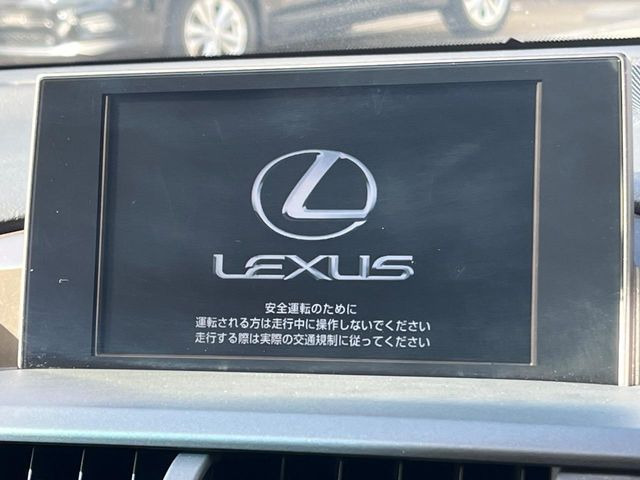 LEXUS
安全運転のために
運転される方は走行中に操作しないでください
走行する際は実際の交通規制に従ってください